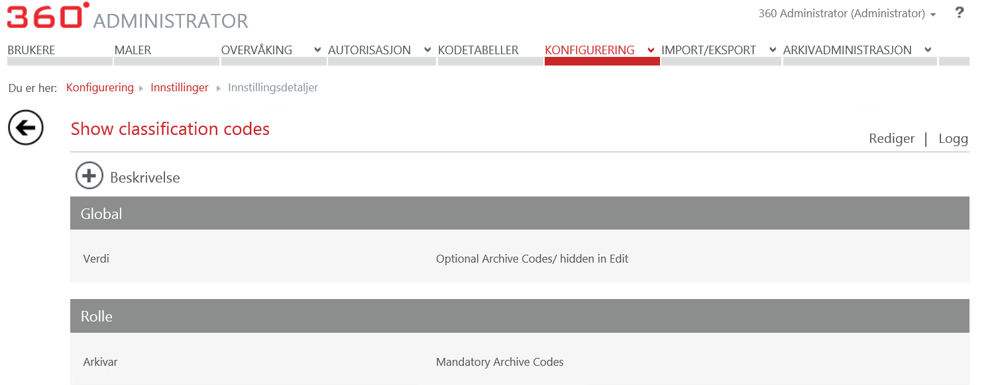 360° ADMINISTRATOR
360 Administrator (Administrator) ?
BRUKERE MALER OVERVÅKING AUTORISASJON KODETABELLER KONFIGURERING IMPORT/EKSPORT ARKIVADMINISTRASJON
Du er her: Konfigurering Innstillinger Innstillingsdetaljer
Show classification codes
Rediger | Logg
Beskrivelse
Global
Verdi Optional Archive Codes/ hidden in Edit
Rolle
Arkivar Mandatory Archive Codes